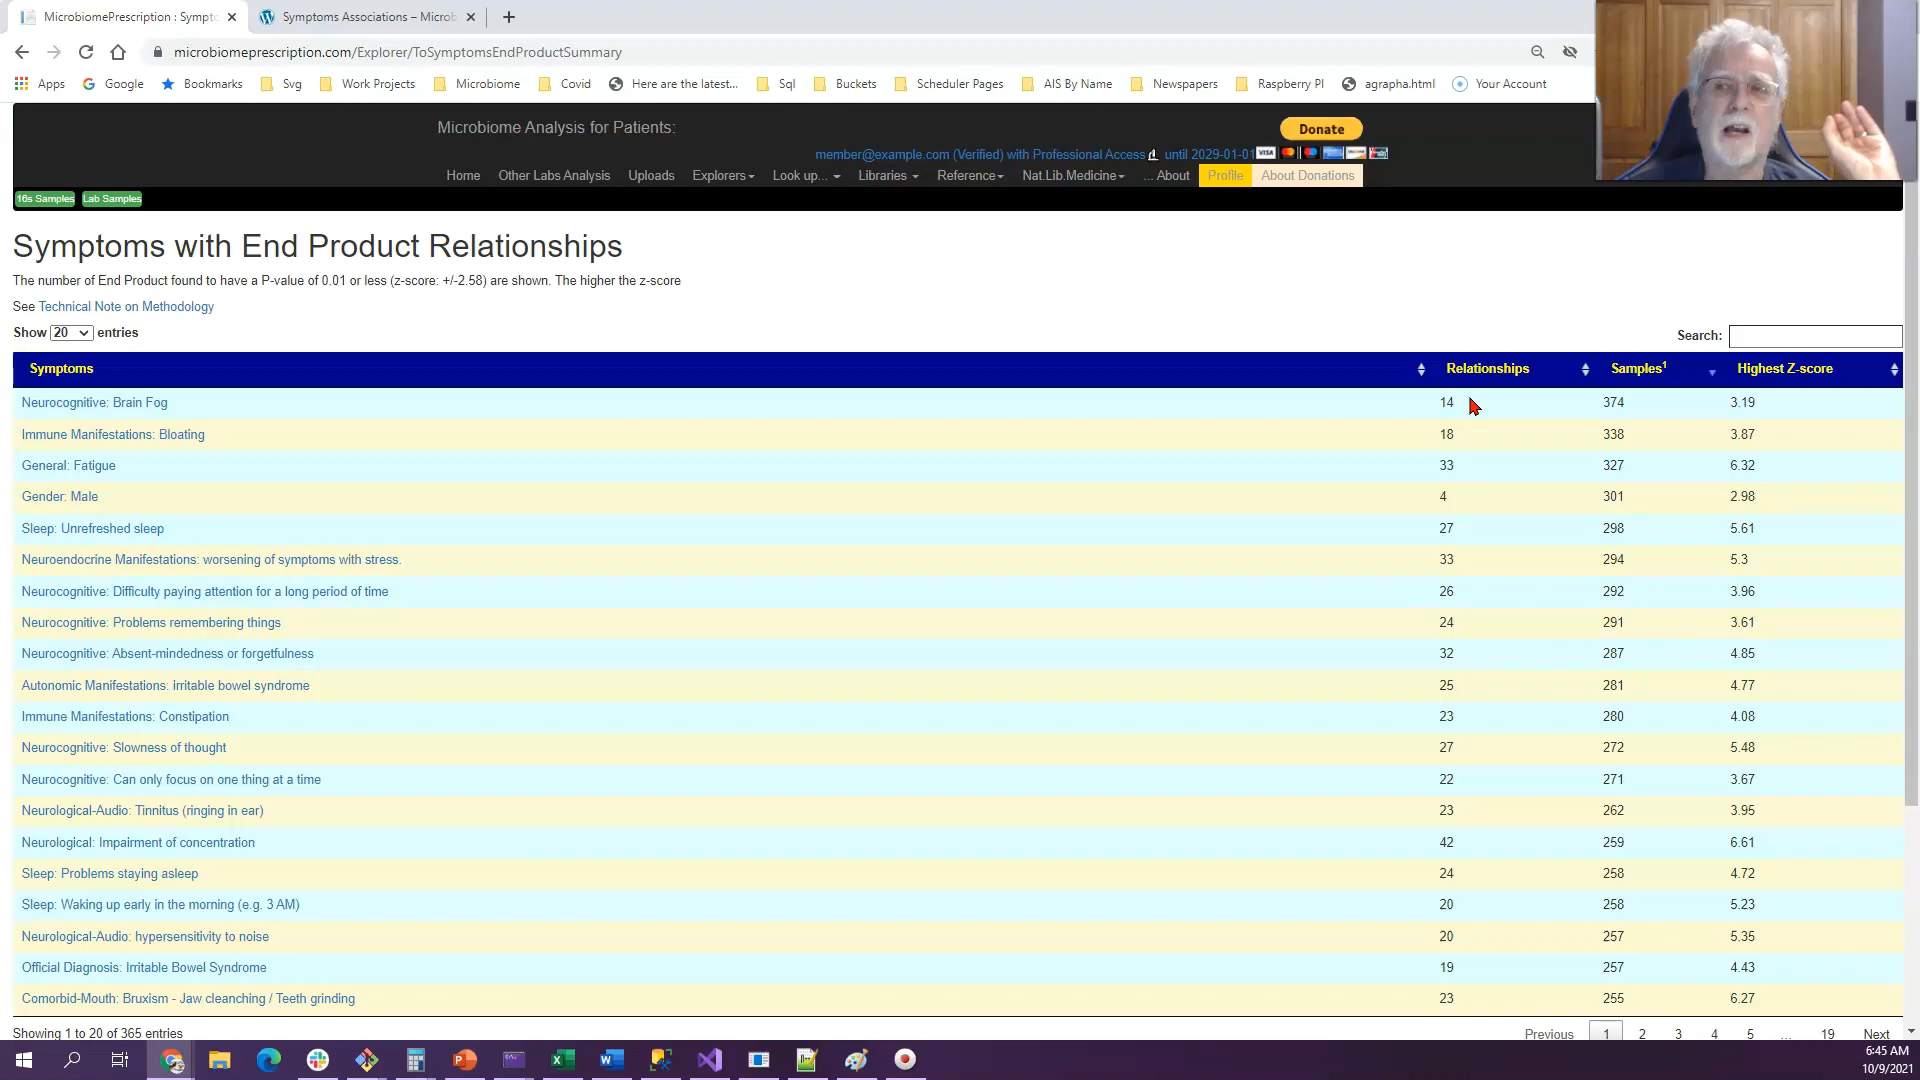 MicrobiomePrescription : Sympto
Symptoms Associations – Microb
microbiomeprescription.com/Explorer/ToSymptomsEndProductSummary
Apps Google Bookmarks Svg Work Projects Microbiome Covid Here are the latest... Sql Buckets Scheduler Pages AIS By Name Newspapers Raspberry PI agrapha.html Your Account
Microbiome Analysis for Patients:
Donate
member@example.com (Verified) with Professional Access until 2029-01-01
VISA
Home Other Labs Analysis Uploads Explorers Look up... Libraries Reference Nat.Lib.Medicine ... About Profile About Donations
16s Samples Lab Samples
Symptoms with End Product Relationships
The number of End Product found to have a P-value of 0.01 or less (z-score: +/-2.58) are shown. The higher the z-score
See Technical Note on Methodology
Show 20 entries
Search:
Symptoms Relationships Samples1 Highest Z-score
Neurocognitive: Brain Fog 14 374 3.19
Immune Manifestations: Bloating 18 338 3.87
General: Fatigue 33 327 6.32
Gender: Male 4 301 2.98
Sleep: Unrefreshed sleep 27 298 5.61
Neuroendocrine Manifestations: worsening of symptoms with stress. 33 294 5.3
Neurocognitive: Difficulty paying attention for a long period of time 26 292 3.96
Neurocognitive: Problems remembering things 24 291 3.61
Neurocognitive: Absent-mindedness or forgetfulness 32 287 4.85
Autonomic Manifestations: irritable bowel syndrome 25 281 4.77
Immune Manifestations: Constipation 23 280 4.08
Neurocognitive: Slowness of thought 27 272 5.48
Neurocognitive: Can only focus on one thing at a time 22 271 3.67
Neurological-Audio: Tinnitus (ringing in ear) 23 262 3.95
Neurological: Impairment of concentration 42 259 6.61
Sleep: Problems staying asleep 24 258 4.72
Sleep: Waking up early in the morning (e.g. 3 AM) 20 258 5.23
Neurological-Audio: hypersensitivity to noise 20 257 5.35
Official Diagnosis: Irritable Bowel Syndrome 19 257 4.43
Comorbid-Mouth: Bruxism - Jaw cleanching / Teeth grinding 23 255 6.27
Showing 1 to 20 of 365 entries
Previous 1 2 3 4 5 ... 19 Next
6:45 AM
10/9/2021